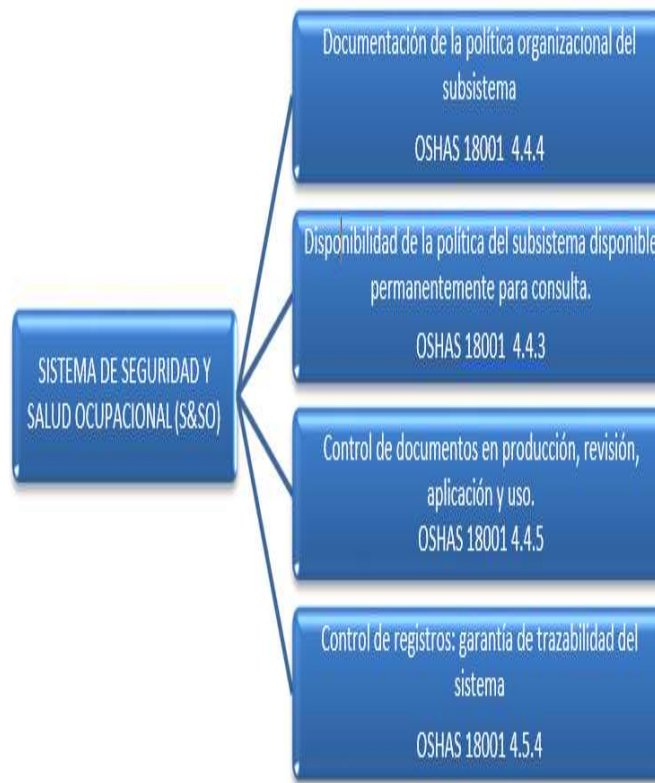 Documentación de la política organizacional del
subsistema
OSHAS 18001 4.4.4
Disponibilidad de la política del subsistema disponible
permanentemente para consulta.
OSHAS 18001 4.4.3
SISTEMA DE SEGURIDAD Y
SALUD OCUPACIONAL (S&SO)
Control de documentos en producción, revisión,
aplicación y uso.
OSHAS 18001 4.4.5
Control de registros: garantía de trazabilidad del
sistema
OSHAS 18001 4.5.4